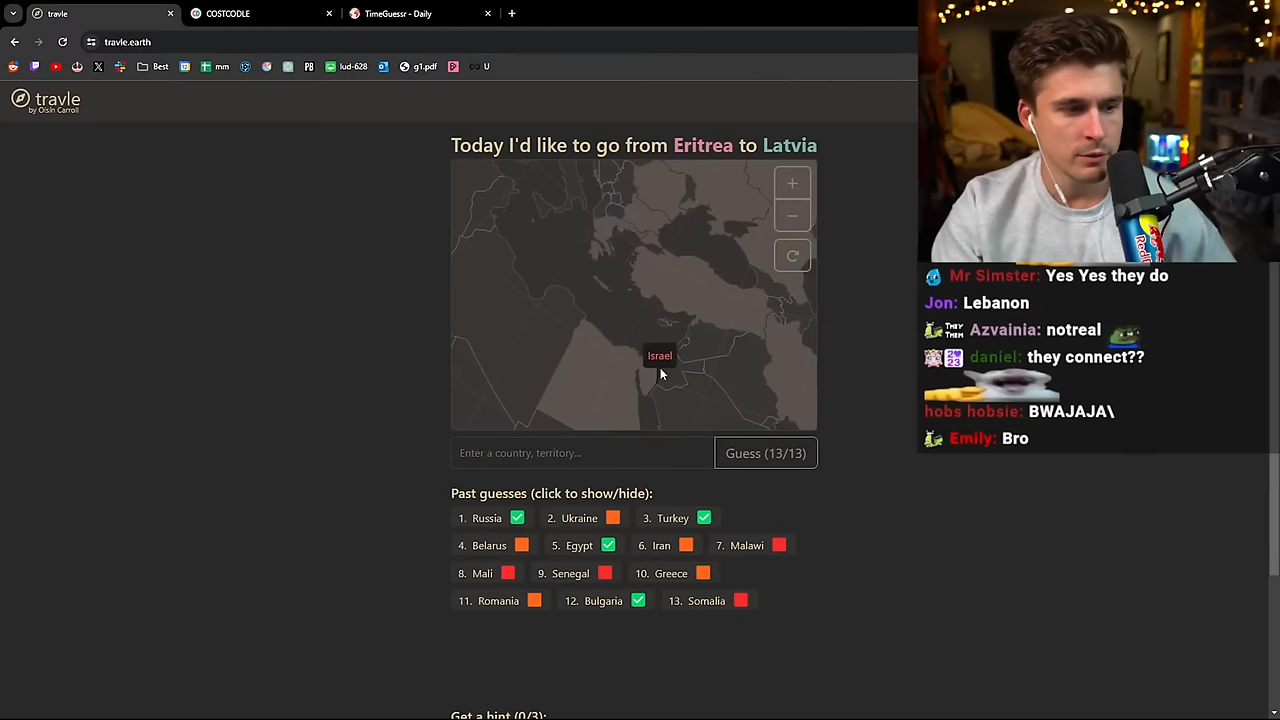 travle
COSTCODLE
TimeGuessr - Daily
travle.earth
Best
mm
PB
lud-628
g1.pdf
U
travle
by Oisín Carroll
Today I'd like to go from Eritrea to Latvia
Israel
Enter a country, territory...
Guess (13/13)
Past guesses (click to show/hide):
1. Russia
2. Ukraine
3. Turkey
4. Belarus
5. Egypt
6. Iran
7. Malawi
8. Mali
9. Senegal
10. Greece
11. Romania
12. Bulgaria
13. Somalia
Get a hint (0/3):
Mr Simster: Yes Yes they do
Jon: Lebanon
THEY THEM Azvainia: notreal
2023 daniel: they connect??
hobs hobsie: BWAJAJA\
Emily: Bro